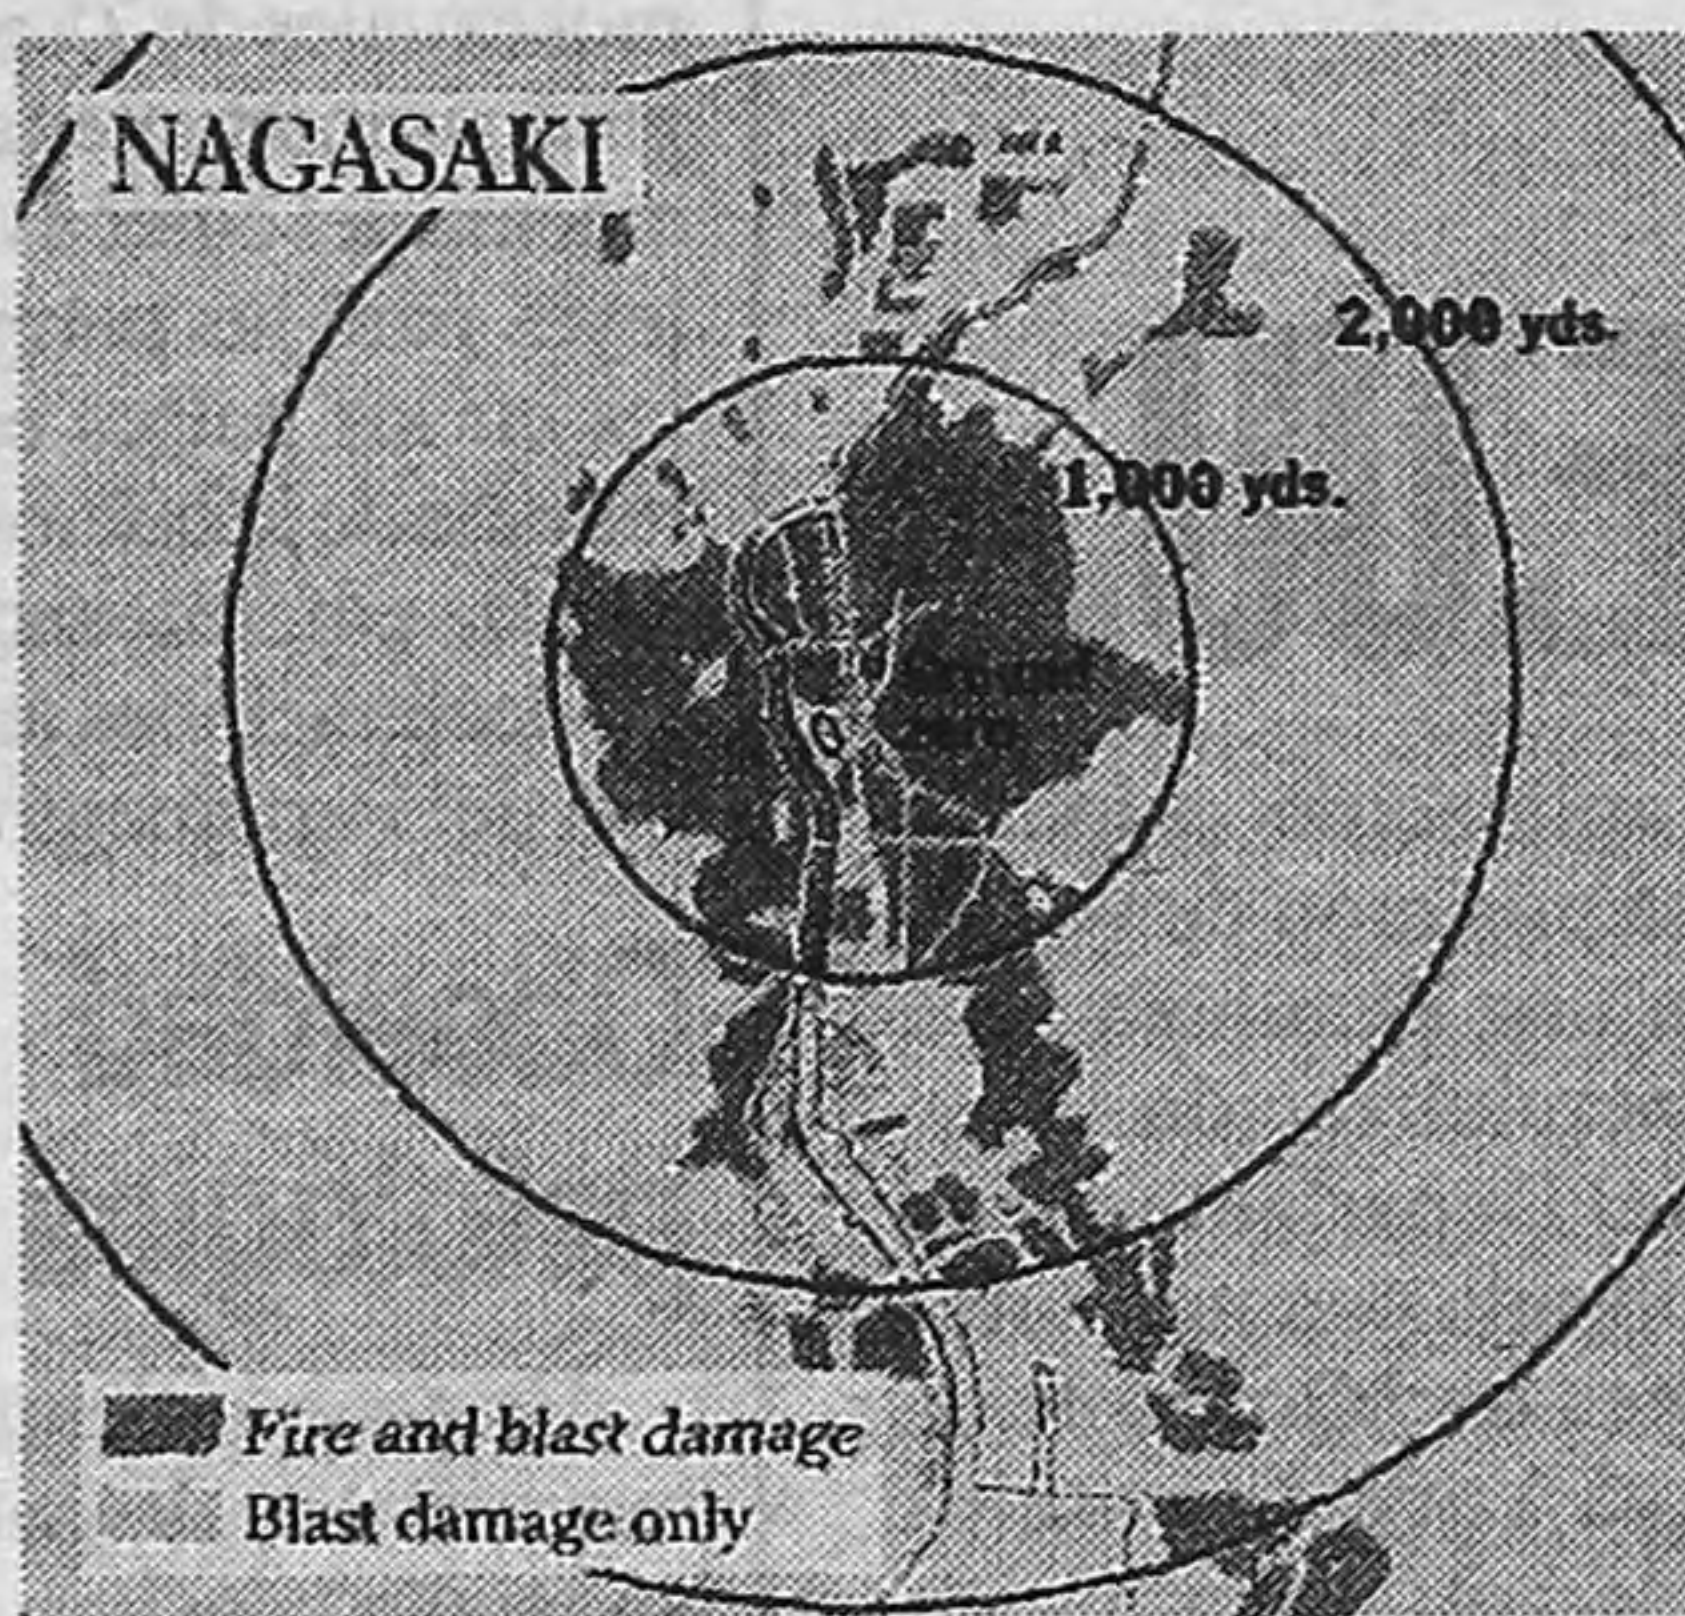 NAGASAKI
2,000 yds.
1,000 yds.
Fire and blast damage
Blast damage only